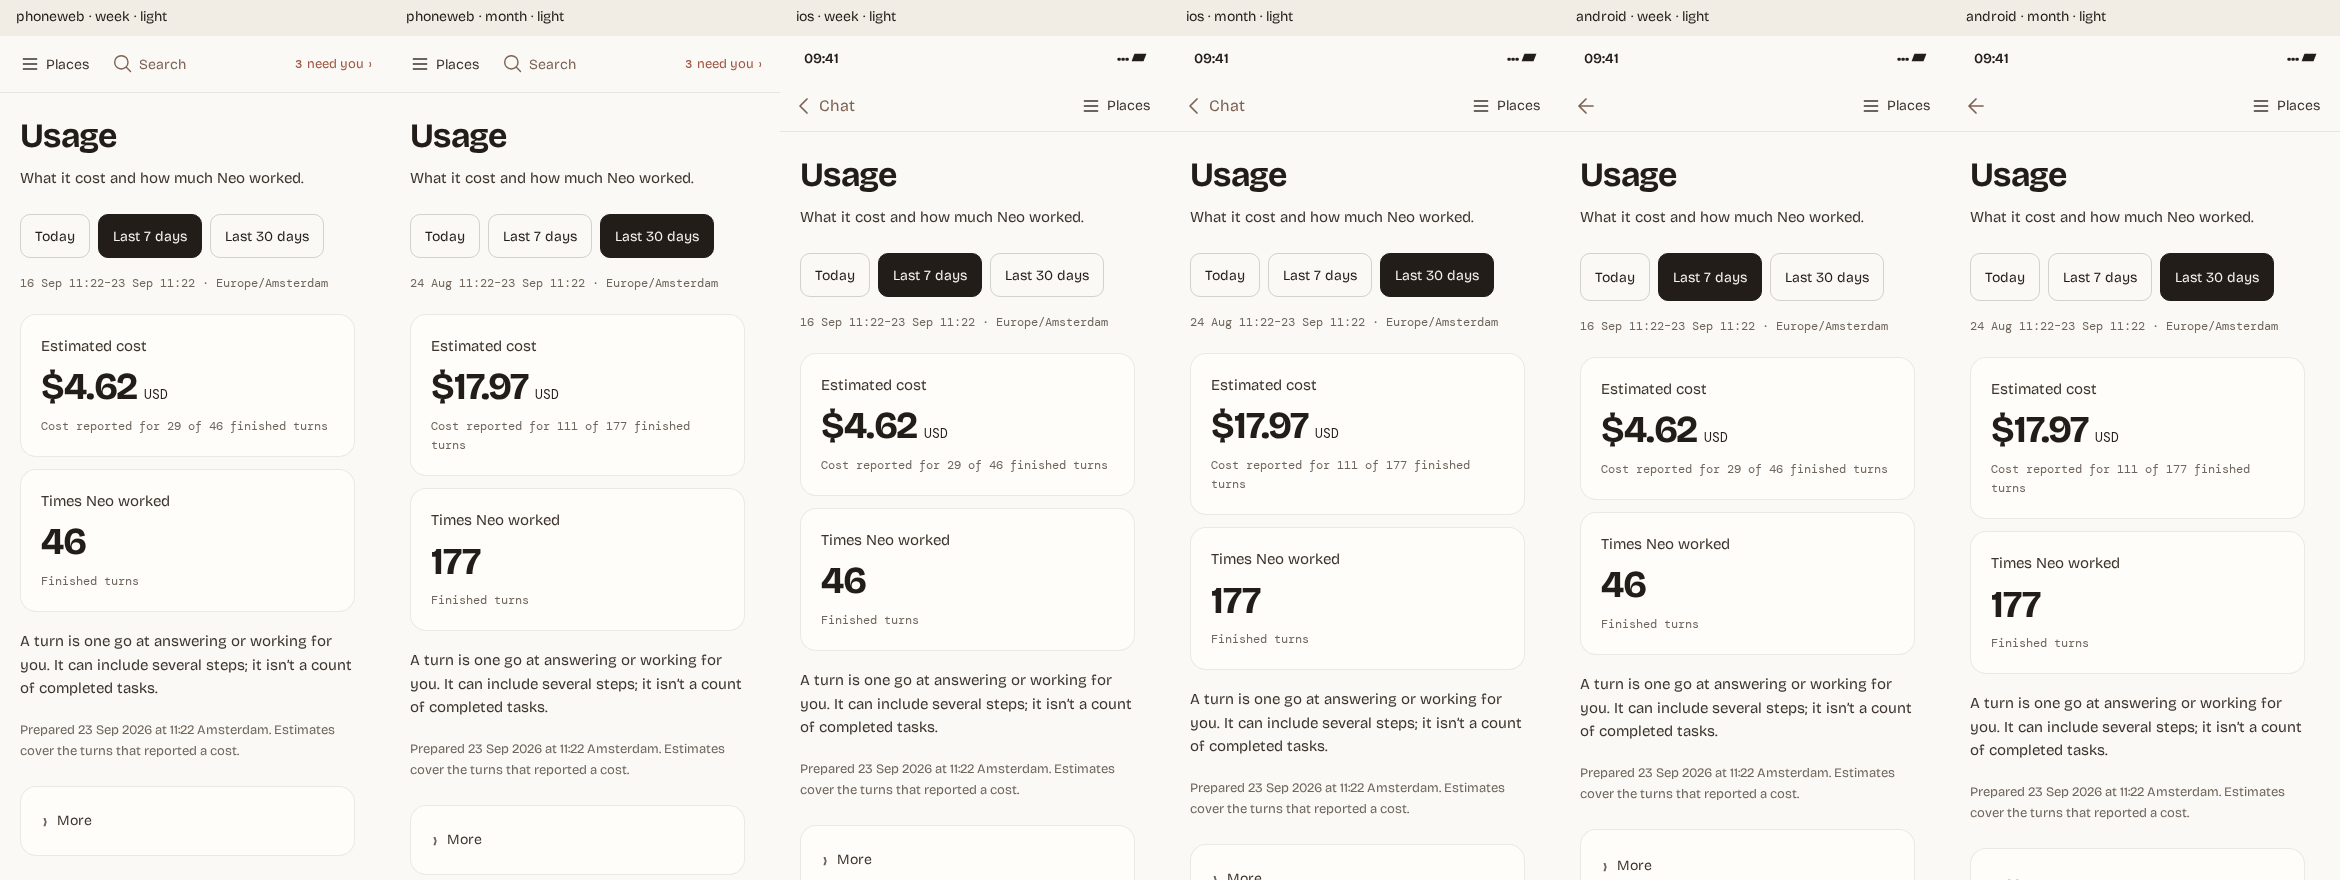 phoneweb · week · light
Places
Search
3 need you ›
Usage
What it cost and how much Neo worked.
Today
Last 7 days
Last 30 days
16 Sep 11:22–23 Sep 11:22 · Europe/Amsterdam
Estimated cost
$4.62 USD
Cost reported for 29 of 46 finished turns
Times Neo worked
46
Finished turns
A turn is one go at answering or working for
you. It can include several steps; it isn’t a count
of completed tasks.
Prepared 23 Sep 2026 at 11:22 Amsterdam. Estimates
cover the turns that reported a cost.
› More
phoneweb · month · light
Places
Search
3 need you ›
Usage
What it cost and how much Neo worked.
Today
Last 7 days
Last 30 days
24 Aug 11:22–23 Sep 11:22 · Europe/Amsterdam
Estimated cost
$17.97 USD
Cost reported for 111 of 177 finished
turns
Times Neo worked
177
Finished turns
A turn is one go at answering or working for
you. It can include several steps; it isn’t a count
of completed tasks.
Prepared 23 Sep 2026 at 11:22 Amsterdam. Estimates
cover the turns that reported a cost.
› More
ios · week · light
09:41
Chat
Places
Usage
What it cost and how much Neo worked.
Today
Last 7 days
Last 30 days
16 Sep 11:22–23 Sep 11:22 · Europe/Amsterdam
Estimated cost
$4.62 USD
Cost reported for 29 of 46 finished turns
Times Neo worked
46
Finished turns
A turn is one go at answering or working for
you. It can include several steps; it isn’t a count
of completed tasks.
Prepared 23 Sep 2026 at 11:22 Amsterdam. Estimates
cover the turns that reported a cost.
› More
ios · month · light
09:41
Chat
Places
Usage
What it cost and how much Neo worked.
Today
Last 7 days
Last 30 days
24 Aug 11:22–23 Sep 11:22 · Europe/Amsterdam
Estimated cost
$17.97 USD
Cost reported for 111 of 177 finished
turns
Times Neo worked
177
Finished turns
A turn is one go at answering or working for
you. It can include several steps; it isn’t a count
of completed tasks.
Prepared 23 Sep 2026 at 11:22 Amsterdam. Estimates
cover the turns that reported a cost.
› More
android · week · light
09:41
Places
Usage
What it cost and how much Neo worked.
Today
Last 7 days
Last 30 days
16 Sep 11:22–23 Sep 11:22 · Europe/Amsterdam
Estimated cost
$4.62 USD
Cost reported for 29 of 46 finished turns
Times Neo worked
46
Finished turns
A turn is one go at answering or working for
you. It can include several steps; it isn’t a count
of completed tasks.
Prepared 23 Sep 2026 at 11:22 Amsterdam. Estimates
cover the turns that reported a cost.
› More
android · month · light
09:41
Places
Usage
What it cost and how much Neo worked.
Today
Last 7 days
Last 30 days
24 Aug 11:22–23 Sep 11:22 · Europe/Amsterdam
Estimated cost
$17.97 USD
Cost reported for 111 of 177 finished
turns
Times Neo worked
177
Finished turns
A turn is one go at answering or working for
you. It can include several steps; it isn’t a count
of completed tasks.
Prepared 23 Sep 2026 at 11:22 Amsterdam. Estimates
cover the turns that reported a cost.